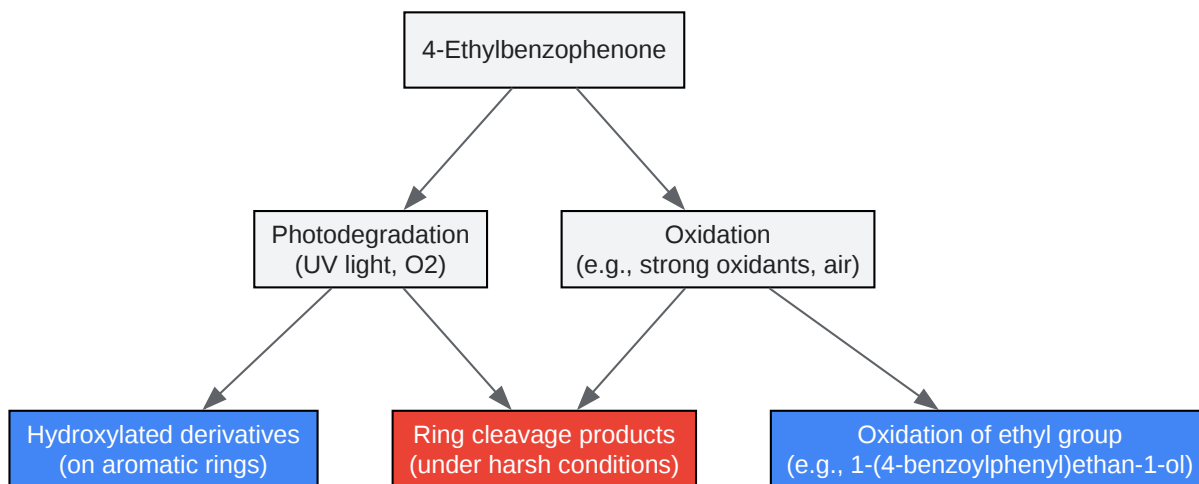 4-Ethylbenzophenone
Photodegradation
(UV light, O2)
Oxidation
(e.g., strong oxidants, air)
Hydroxylated derivatives
(on aromatic rings)
Ring cleavage products
(under harsh conditions)
Oxidation of ethyl group
(e.g., 1-(4-benzoylphenyl)ethan-1-ol)